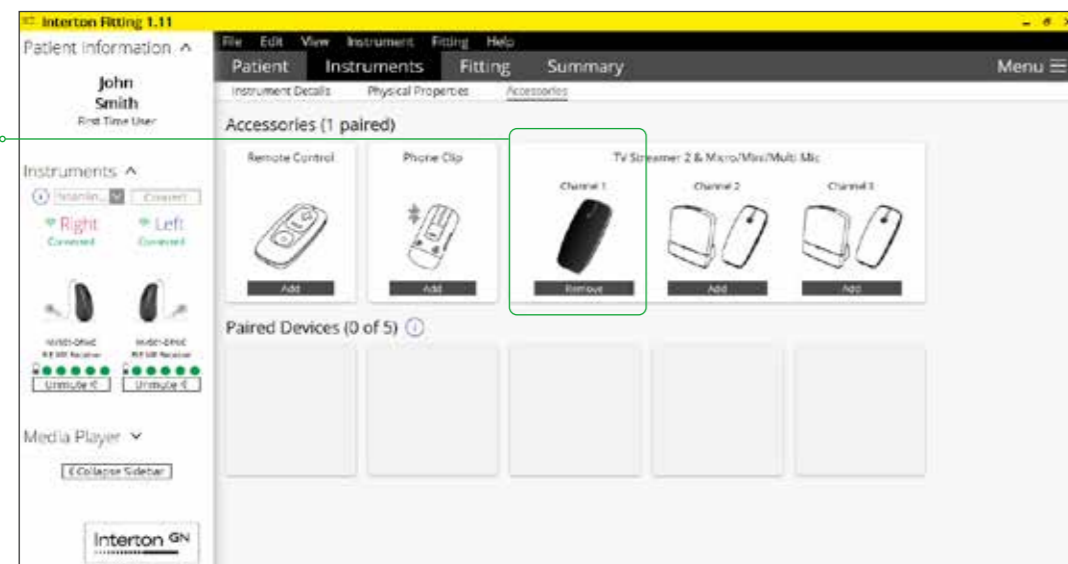 Interton Fitting 1.11
Patient Information
John
Smith
First Time User
Instruments
Connect
Right
Left
Connected
Connected
Unmute
Unmute
Media Player
Collapse Sidebar
Interton GN
File Edit View Instrument Fitting Help
Patient Instruments Fitting Summary Menu
Instrument Details Physical Properties Accessories
Accessories (1 paired)
Remote Control
Add
Phone Clip
Add
TV Streamer 2 & Micro/Mini/Multi Mic
Channel 1 Channel 2 Channel 3
Remove Add Add
Paired Devices (0 of 5)